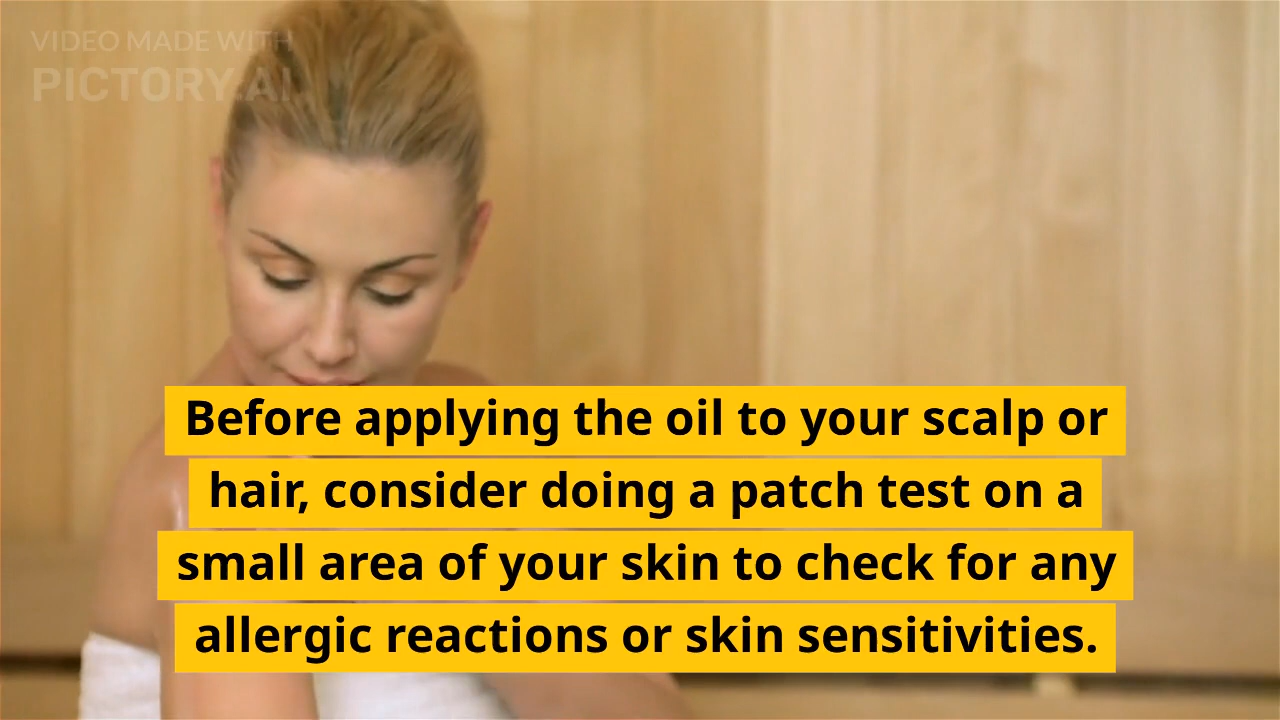 VIDEO MADE WITH
PICTORY.AI
Before applying the oil to your scalp or
hair, consider doing a patch test on a
small area of your skin to check for any
allergic reactions or skin sensitivities.